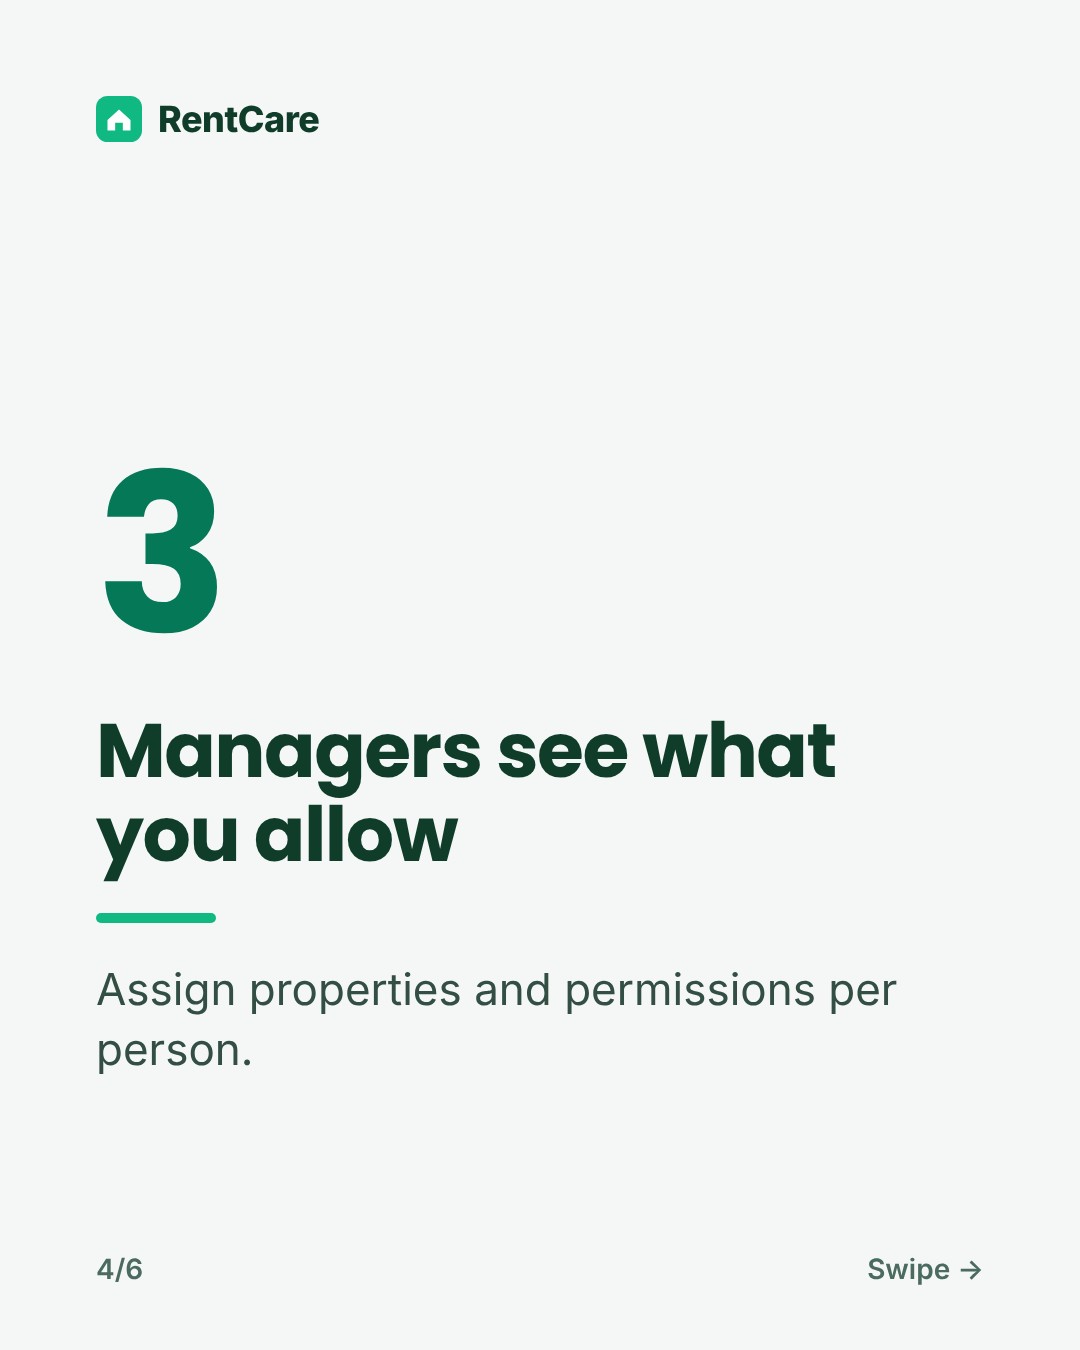 RentCare
3
Managers see what
you allow
Assign properties and permissions per
person.
4/6
Swipe →